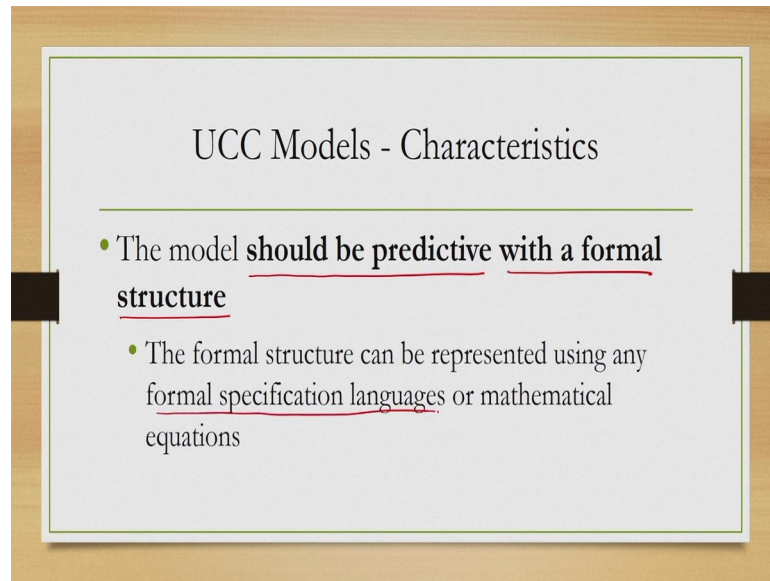 UCC Models - Characteristics
• The model should be predictive with a formal
structure
• The formal structure can be represented using any
formal specification languages or mathematical
equations